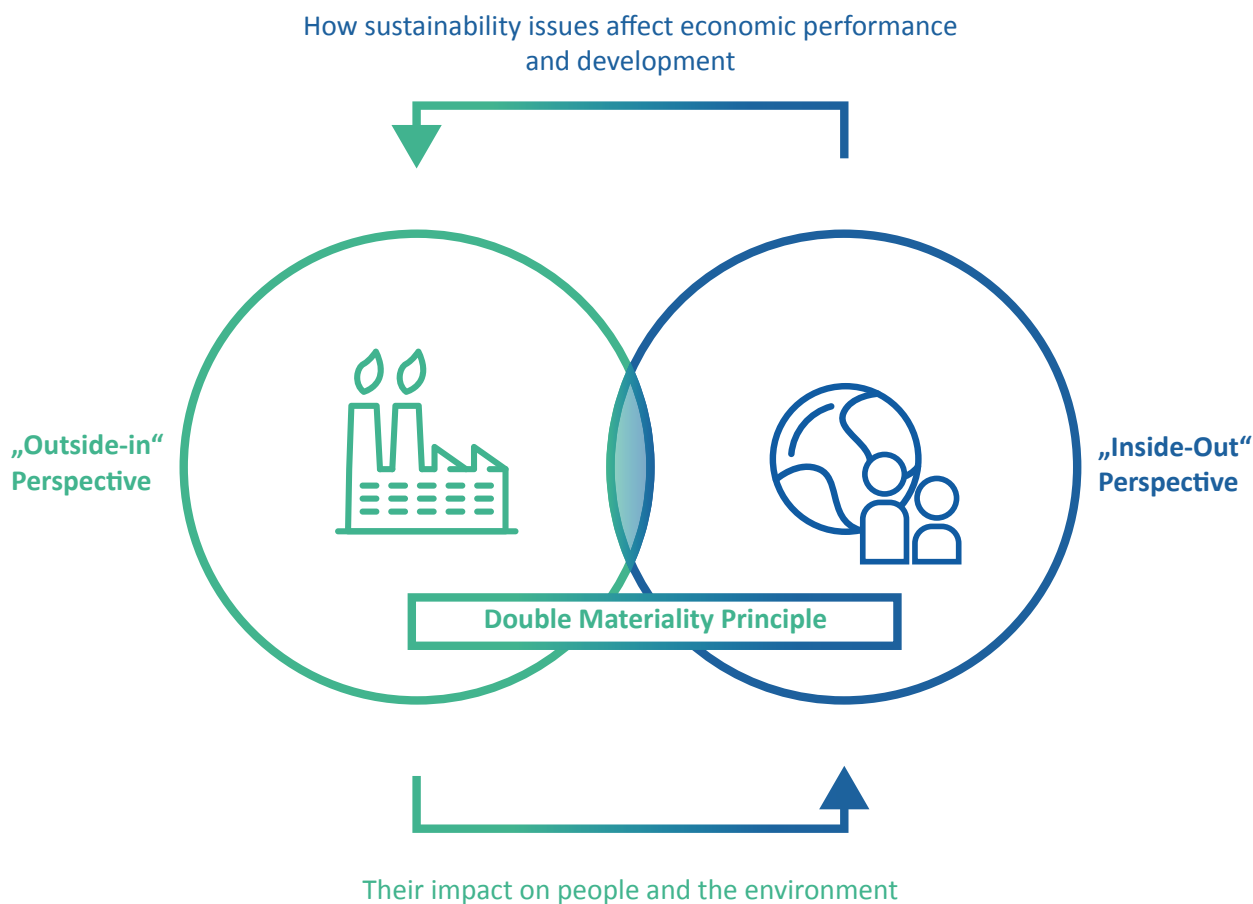 How sustainability issues affect economic performance
and development
„Outside-in“
Perspective
„Inside-Out“
Perspective
Double Materiality Principle
Their impact on people and the environment